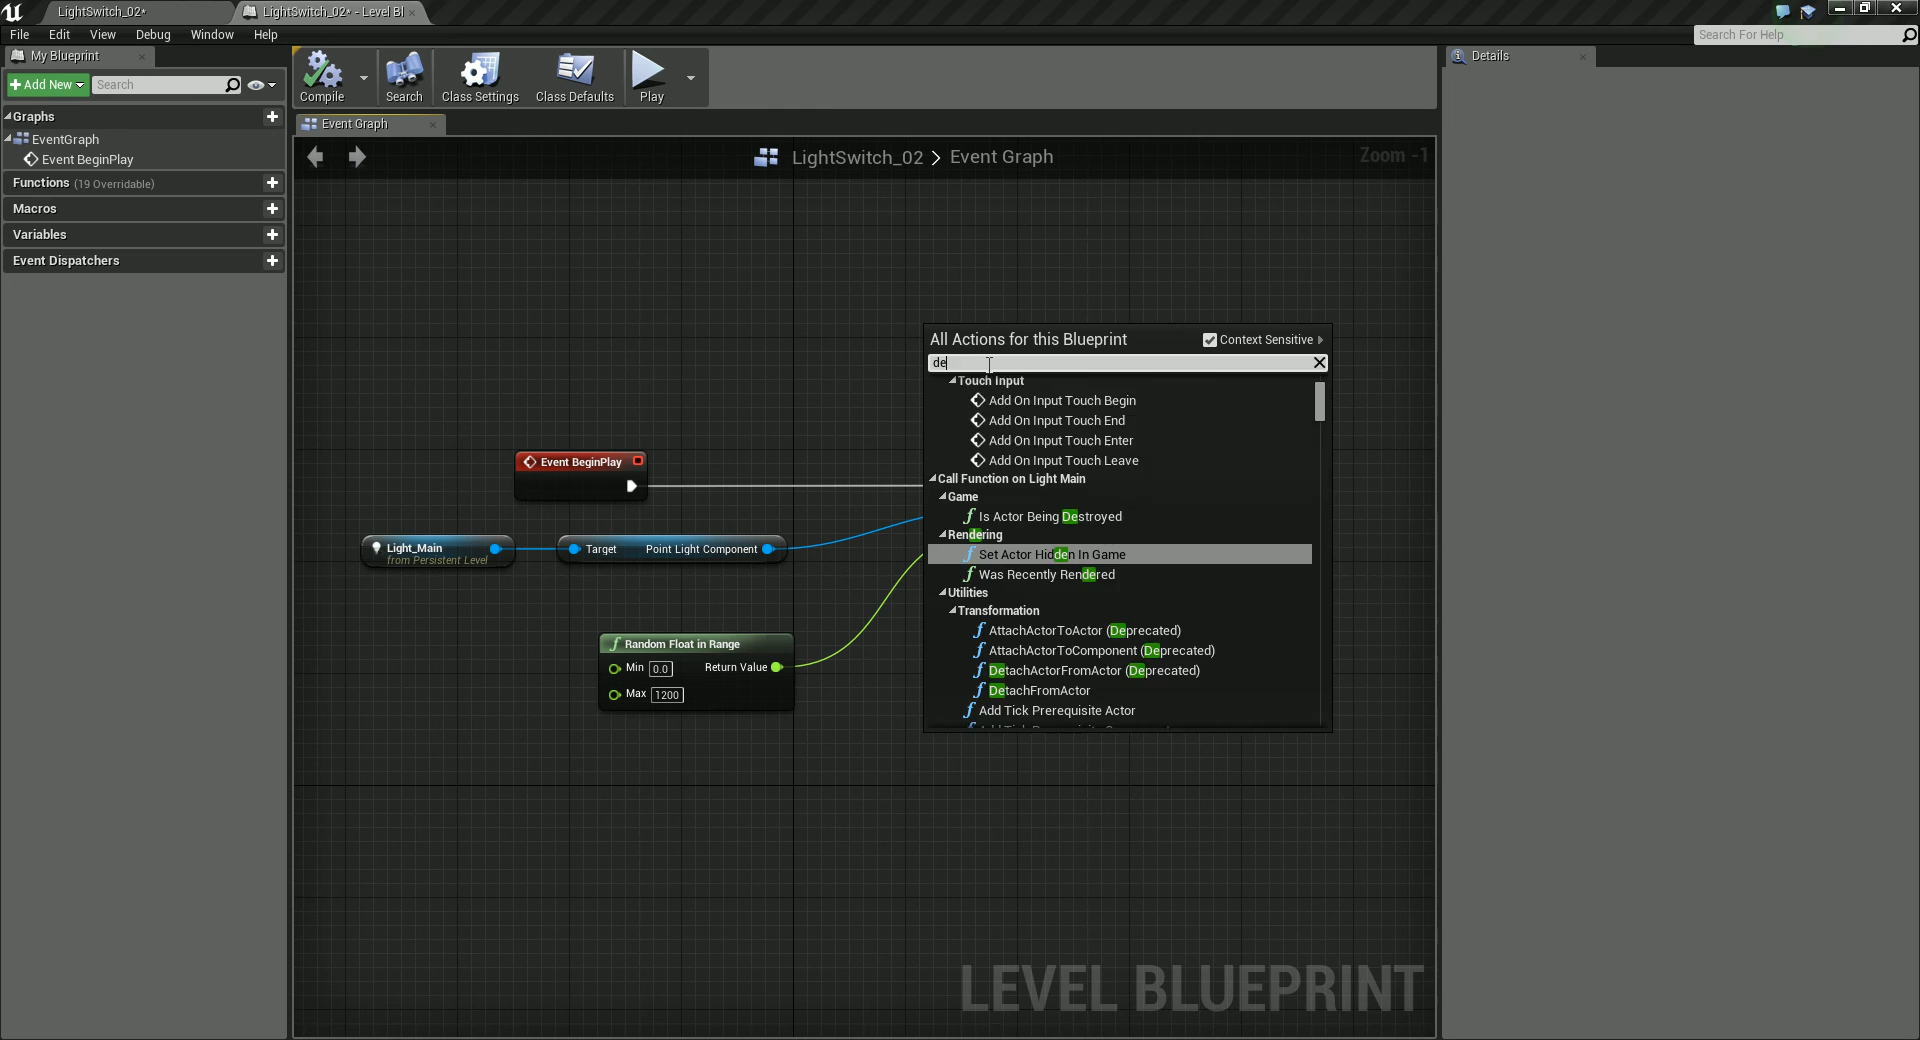 LightSwitch_02*
LightSwitch_02* - Level Bl
File Edit View Debug Window Help
Search For Help
My Blueprint
Details
Add New
Search
Compile
Search
Class Settings
Class Defaults
Play
Graphs
EventGraph
Event BeginPlay
Functions (19 Overridable)
Macros
Variables
Event Dispatchers
Event Graph
LightSwitch_02 > Event Graph
Zoom -1
All Actions for this Blueprint
Context Sensitive
de
Touch Input
Add On Input Touch Begin
Add On Input Touch End
Add On Input Touch Enter
Add On Input Touch Leave
Call Function on Light Main
Game
Is Actor Being Destroyed
Rendering
Set Actor Hidden In Game
Was Recently Rendered
Utilities
Transformation
AttachActorToActor (Deprecated)
AttachActorToComponent (Deprecated)
DetachActorFromActor (Deprecated)
DetachFromActor
Add Tick Prerequisite Actor
Event BeginPlay
Light_Main
from Persistent Level
Target Point Light Component
Random Float in Range
Min 0.0 Return Value
Max 1200
LEVEL BLUEPRINT